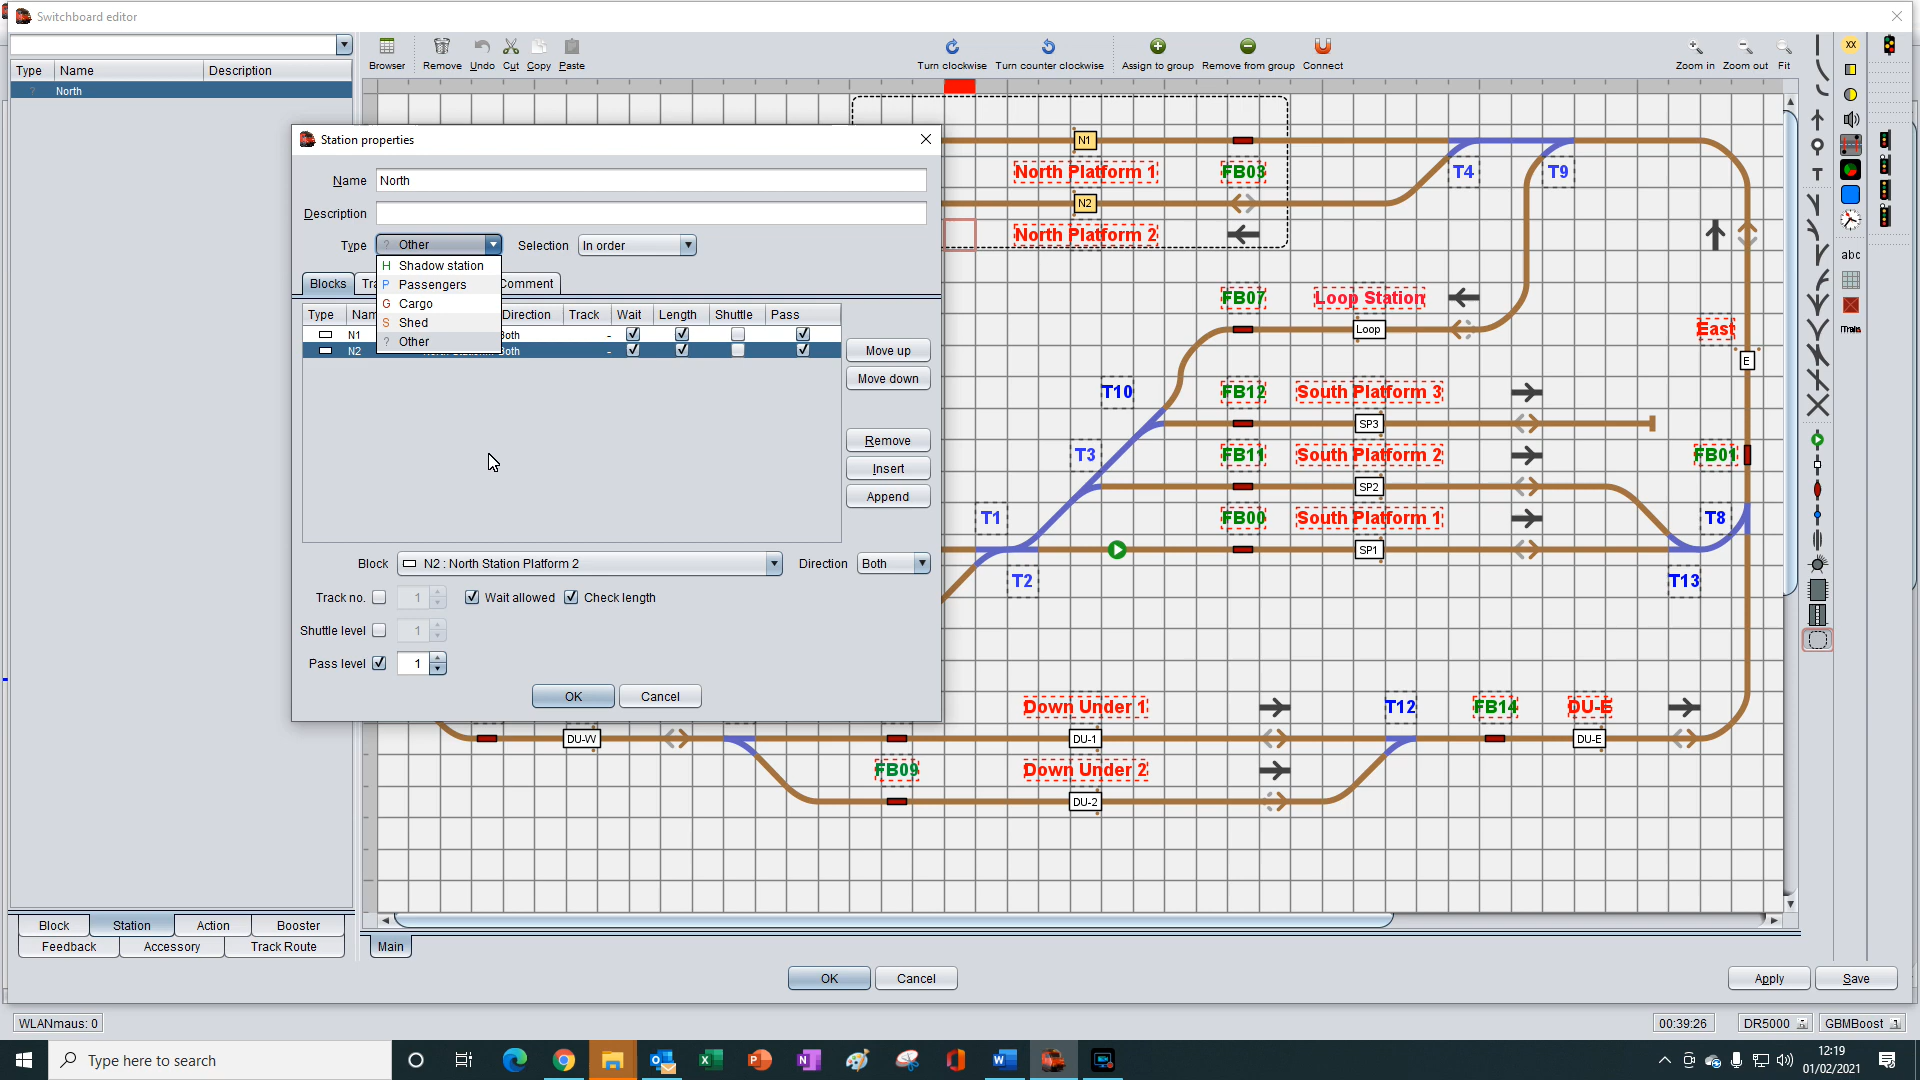 Switchboard editor
Browser Remove Undo Cut Copy Paste Turn clockwise Turn counter clockwise Assign to group Remove from group Connect Zoom in Zoom out Fit
Type Name Description
? North
Station properties
Name North
Description
Type ? Other Selection In order
H Shadow station
P Passengers
G Cargo
S Shed
? Other
Blocks Tra Comment
Type Nam Direction Track Wait Length Shuttle Pass
N1 Both -
N2 Both -
Move up
Move down
Remove
Insert
Append
Block N2 : North Station Platform 2 Direction Both
Track no. 1 Wait allowed Check length
Shuttle level 1
Pass level 1
OK Cancel
N1
North Platform 1 FB03 T4 T9
N2
North Platform 2
abc
FB07 Loop Station
Loop
East
E
T10 FB12 South Platform 3
SP3
T3 FB11 South Platform 2 FB01
SP2
T1 FB00 South Platform 1 T8
SP1
T2 T13
Down Under 1 T12 FB14 DU-E
DU-W DU-1 DU-E
FB09 Down Under 2
DU-2
XX
Train
Block Station Action Booster
Feedback Accessory Track Route
Main
OK Cancel Apply Save
WLANmaus: 0 00:39:26 DR5000 GBMBoost
Type here to search
12:19
01/02/2021